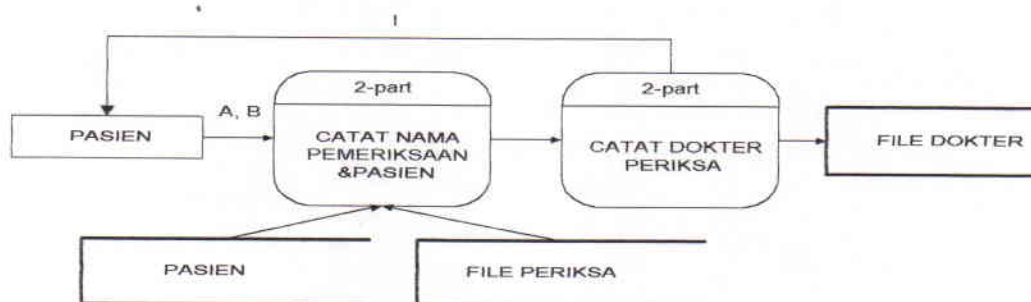 I
2-part
2-part
A, B
PASIEN
CATAT NAMA
PEMERIKSAAN
&PASIEN
CATAT DOKTER
PERIKSA
FILE DOKTER
PASIEN
FILE PERIKSA